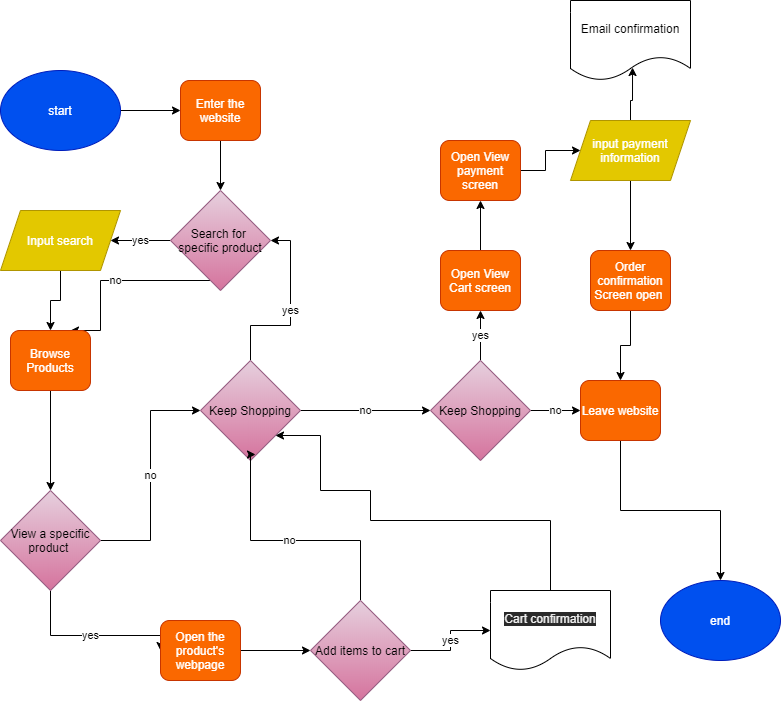 Email confirmation
start
Enter the
website
input payment
information
Open View
payment
screen
Search for
specific product
yes
Input search
no
Open View
Cart screen
Order
confirmation
Screen open
yes
yes
Browse
Products
Keep Shopping
no
Keep Shopping
no
Leave website
no
View a specific
product
no
Cart confirmation
end
yes
Open the
product's
webpage
Add items to cart
yes